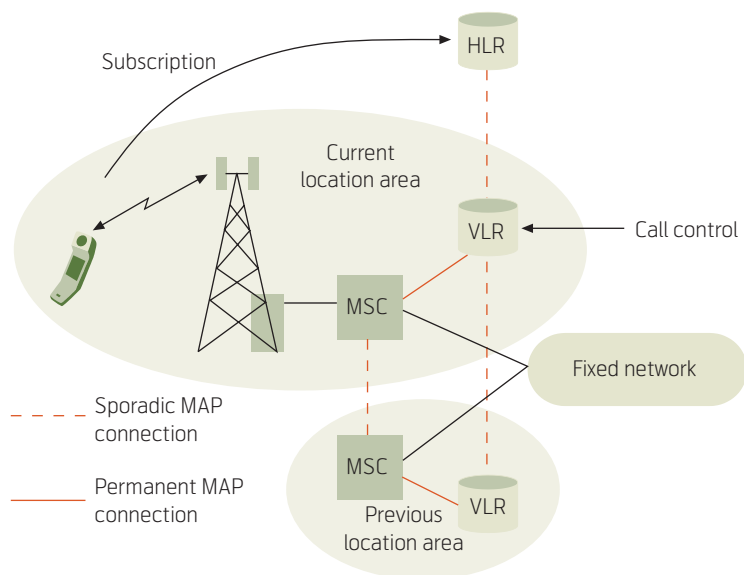 HLR
Subscription
Current
location area
VLR
Call control
MSC
Fixed network
Sporadic MAP
connection
MSC
Permanent MAP
connection
VLR
Previous
location area